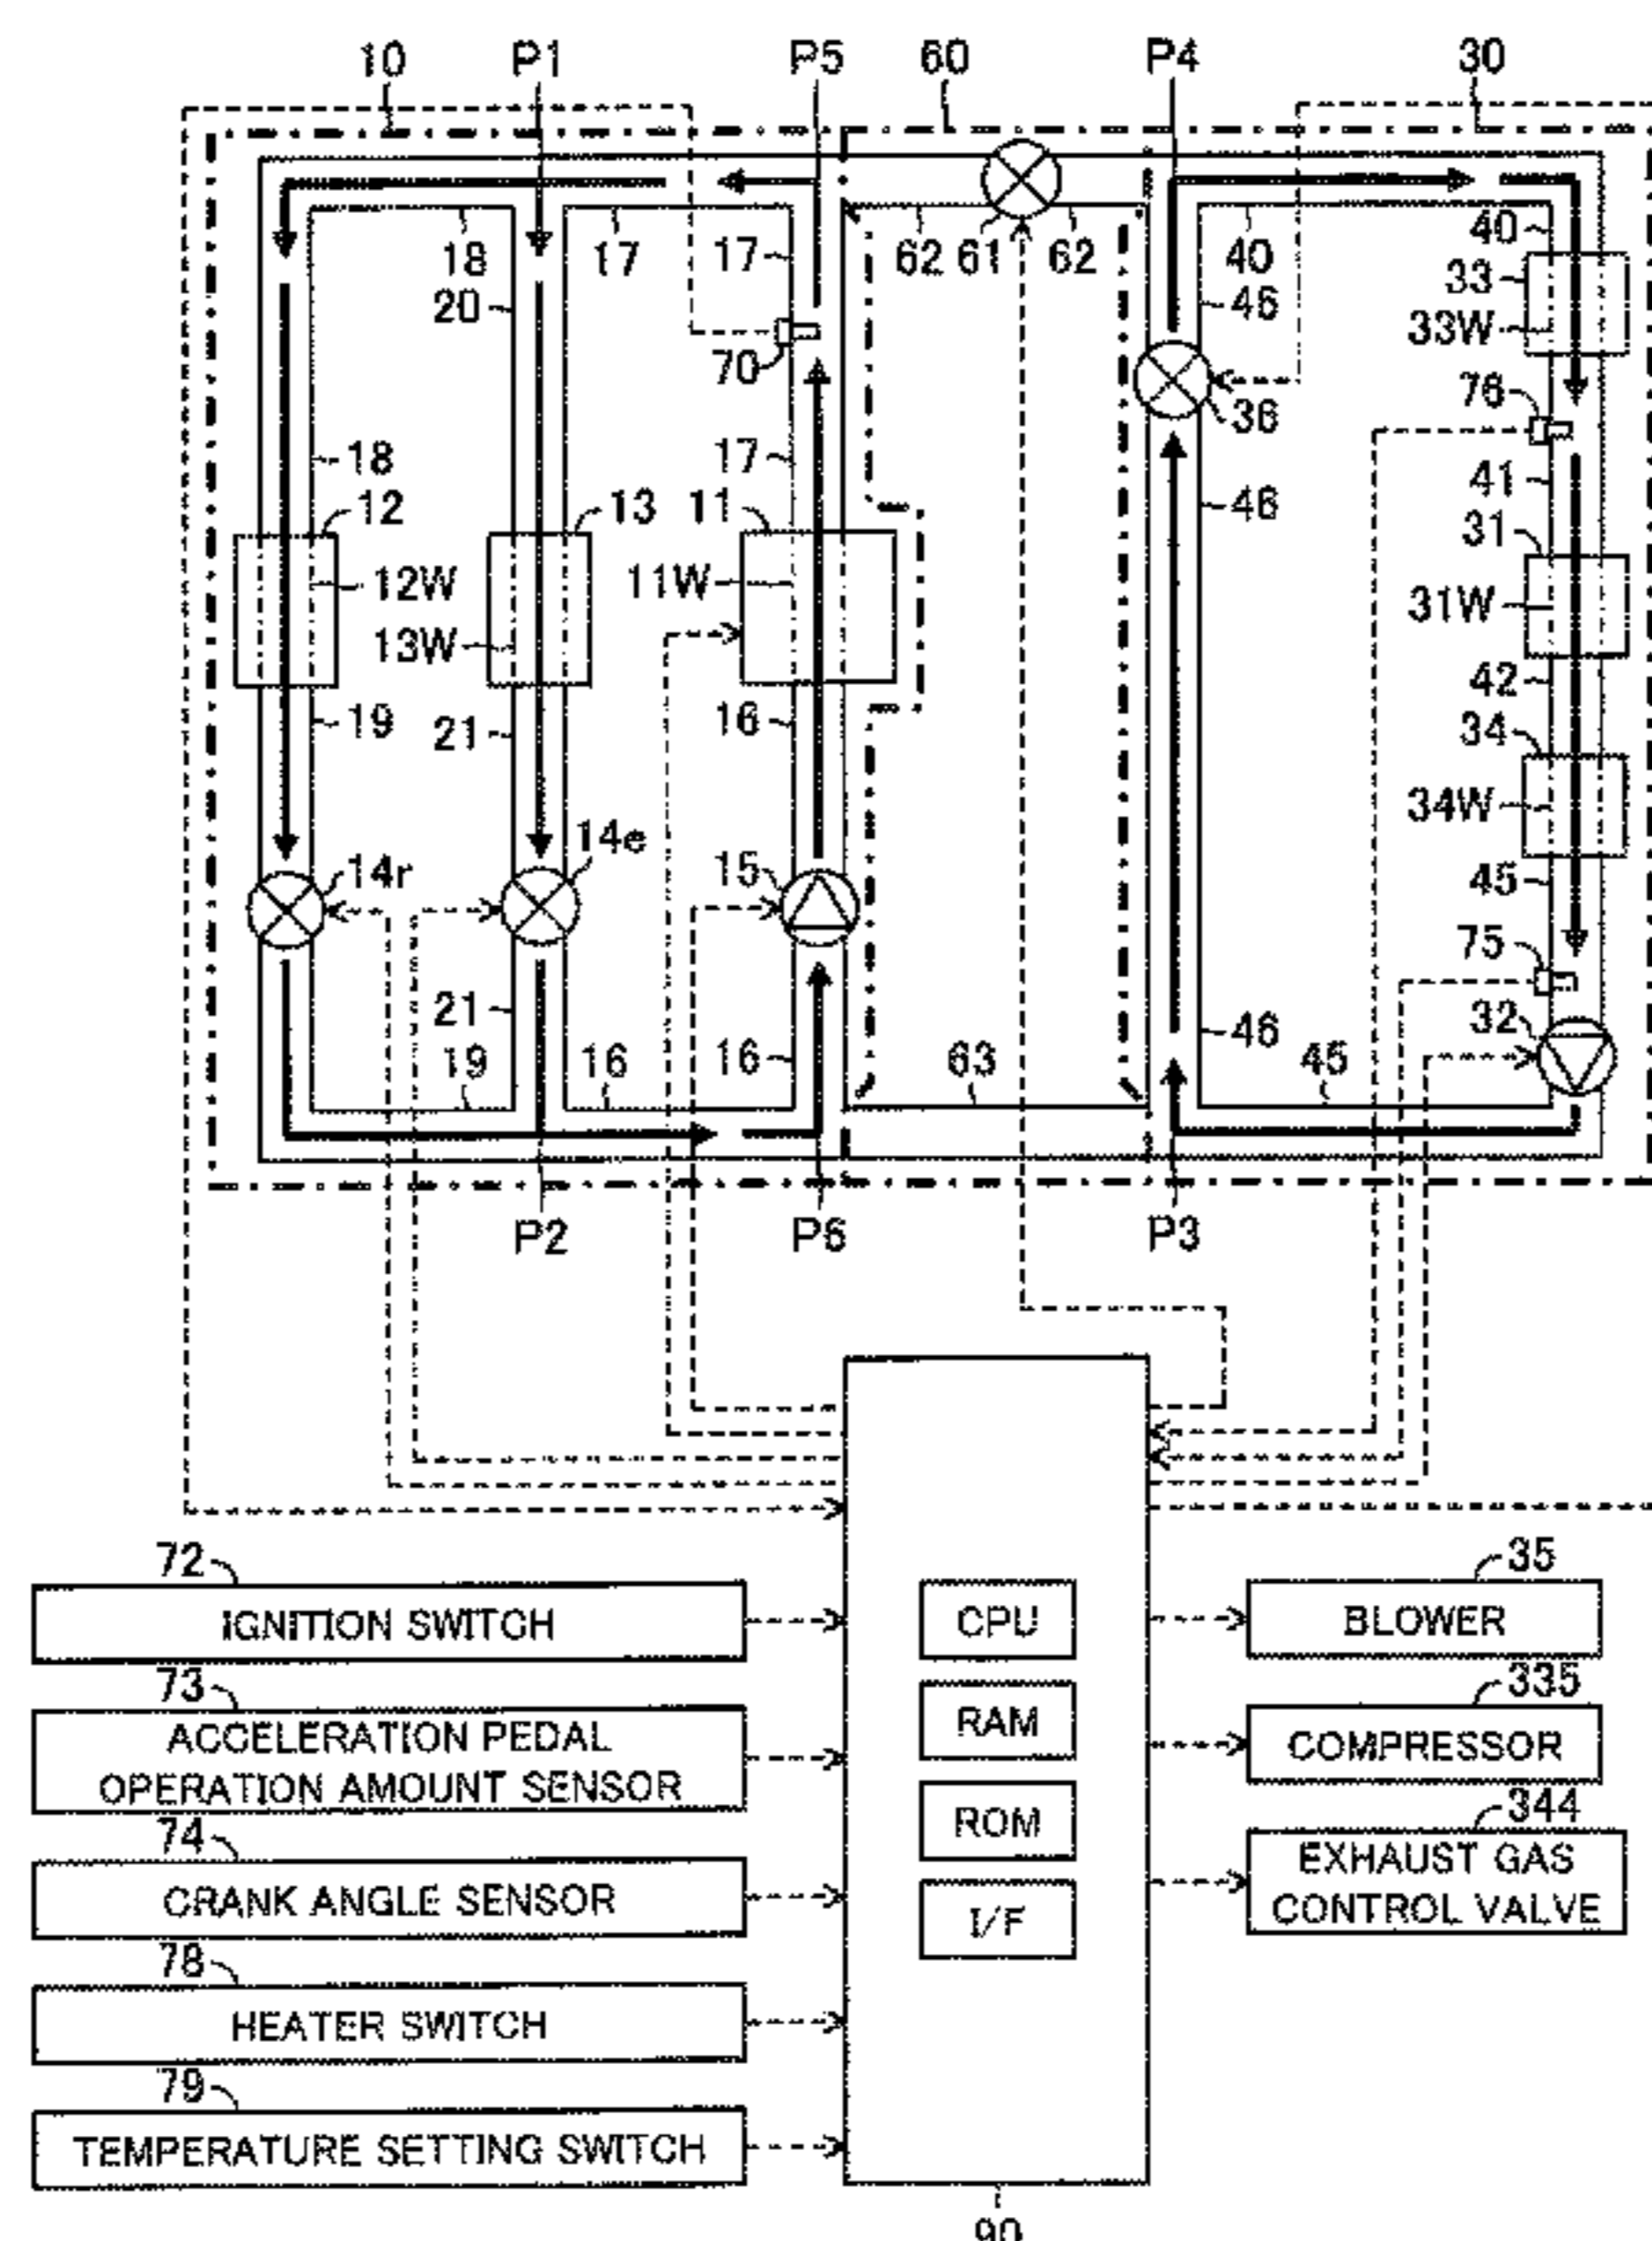 10 P1 P5 60 P4 30
18 17 17 62 61 62 40 40
20 46 33
33W
70 36 76
18 17 41
12 13 11 46 31
12W 11W 31W
13W
19 21 16 42
34
34W
14r 14e 15 45
75
21 46 32
19 16 16 63 45
P2 P6 P3
72 35
IGNITION SWITCH CPU BLOWER
73 335
ACCELERATION PEDAL
OPERATION AMOUNT SENSOR RAM COMPRESSOR
74 ROM 344
CRANK ANGLE SENSOR I/F EXHAUST GAS
CONTROL VALVE
78
HEATER SWITCH
79
TEMPERATURE SETTING SWITCH
90